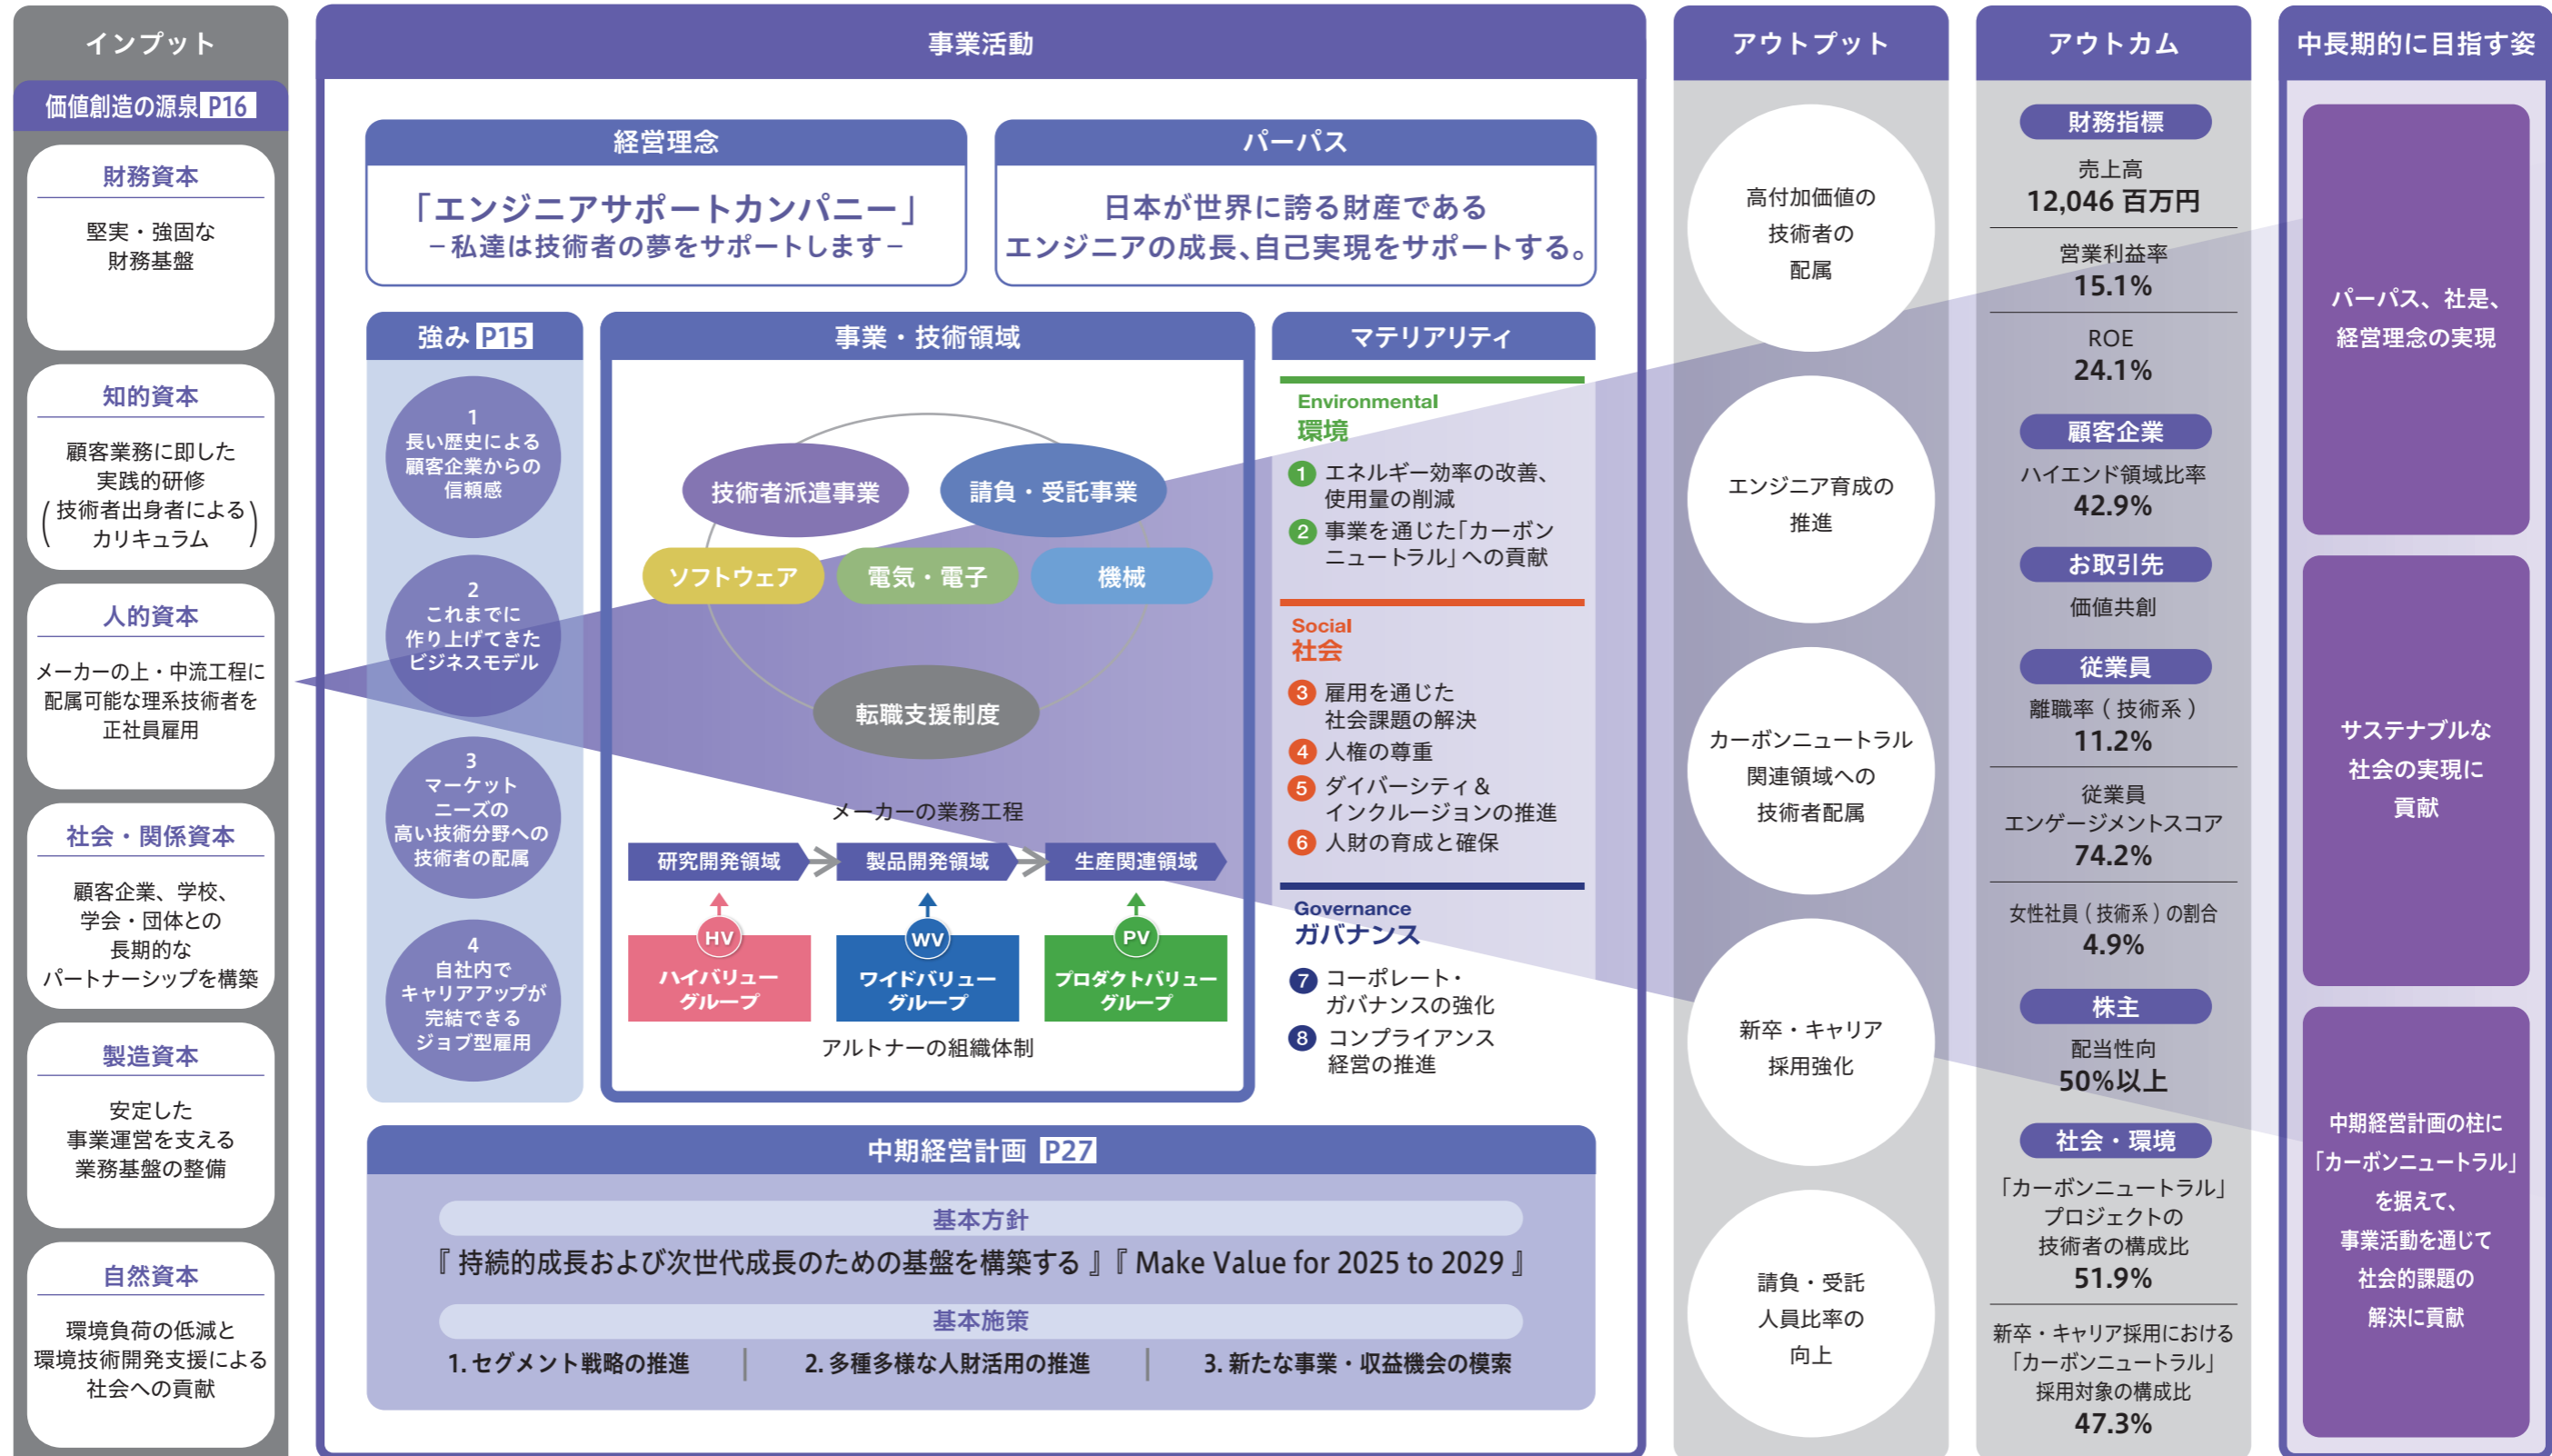 インプット
価値創造の源泉 P16
財務資本
堅実・強固な
財務基盤
知的資本
顧客業務に即した
実践的研修
(技術者出身者による
カリキュラム)
人的資本
メーカーの上・中流工程に
配属可能な理系技術者を
正社員雇用
社会・関係資本
顧客企業、学校、
学会・団体との
長期的な
パートナーシップを構築
製造資本
安定した
事業運営を支える
業務基盤の整備
自然資本
環境負荷の低減と
環境技術開発支援による
社会への貢献
事業活動
経営理念
「エンジニアサポートカンパニー」
−私達は技術者の夢をサポートします−
パーパス
日本が世界に誇る財産である
エンジニアの成長、自己実現をサポートする。
強み P15
1
長い歴史による
顧客企業からの
信頼感
2
これまでに
作り上げてきた
ビジネスモデル
3
マーケット
ニーズの
高い技術分野への
技術者の配属
4
自社内で
キャリアアップが
完結できる
ジョブ型雇用
事業・技術領域
技術者派遣事業
請負・受託事業
ソフトウェア
電気・電子
機械
転職支援制度
メーカーの業務工程
研究開発領域
製品開発領域
生産関連領域
HV
ハイバリュー
グループ
WV
ワイドバリュー
グループ
PV
プロダクトバリュー
グループ
アルトナーの組織体制
マテリアリティ
Environmental
環境
1 エネルギー効率の改善、
使用量の削減
2 事業を通じた「カーボン
ニュートラル」への貢献
Social
社会
3 雇用を通じた
社会課題の解決
4 人権の尊重
5 ダイバーシティ&
インクルージョンの推進
6 人財の育成と確保
Governance
ガバナンス
7 コーポレート・
ガバナンスの強化
8 コンプライアンス
経営の推進
中期経営計画 P27
基本方針
『 持続的成長および次世代成長のための基盤を構築する 』『 Make Value for 2025 to 2029 』
基本施策
1. セグメント戦略の推進
2. 多種多様な人財活用の推進
3. 新たな事業・収益機会の模索
アウトプット
高付加価値の
技術者の
配属
エンジニア育成の
推進
カーボンニュートラル
関連領域への
技術者配属
新卒・キャリア
採用強化
請負・受託
人員比率の
向上
アウトカム
財務指標
売上高
12,046 百万円
営業利益率
15.1%
ROE
24.1%
顧客企業
ハイエンド領域比率
42.9%
お取引先
価値共創
従業員
離職率 ( 技術系 )
11.2%
従業員
エンゲージメントスコア
74.2%
女性社員 ( 技術系 ) の割合
4.9%
株主
配当性向
50%以上
社会・環境
「カーボンニュートラル」
プロジェクトの
技術者の構成比
51.9%
新卒・キャリア採用における
「カーボンニュートラル」
採用対象の構成比
47.3%
中長期的に目指す姿
パーパス、社是、
経営理念の実現
サステナブルな
社会の実現に
貢献
中期経営計画の柱に
「カーボンニュートラル」
を据えて、
事業活動を通じて
社会的課題の
解決に貢献